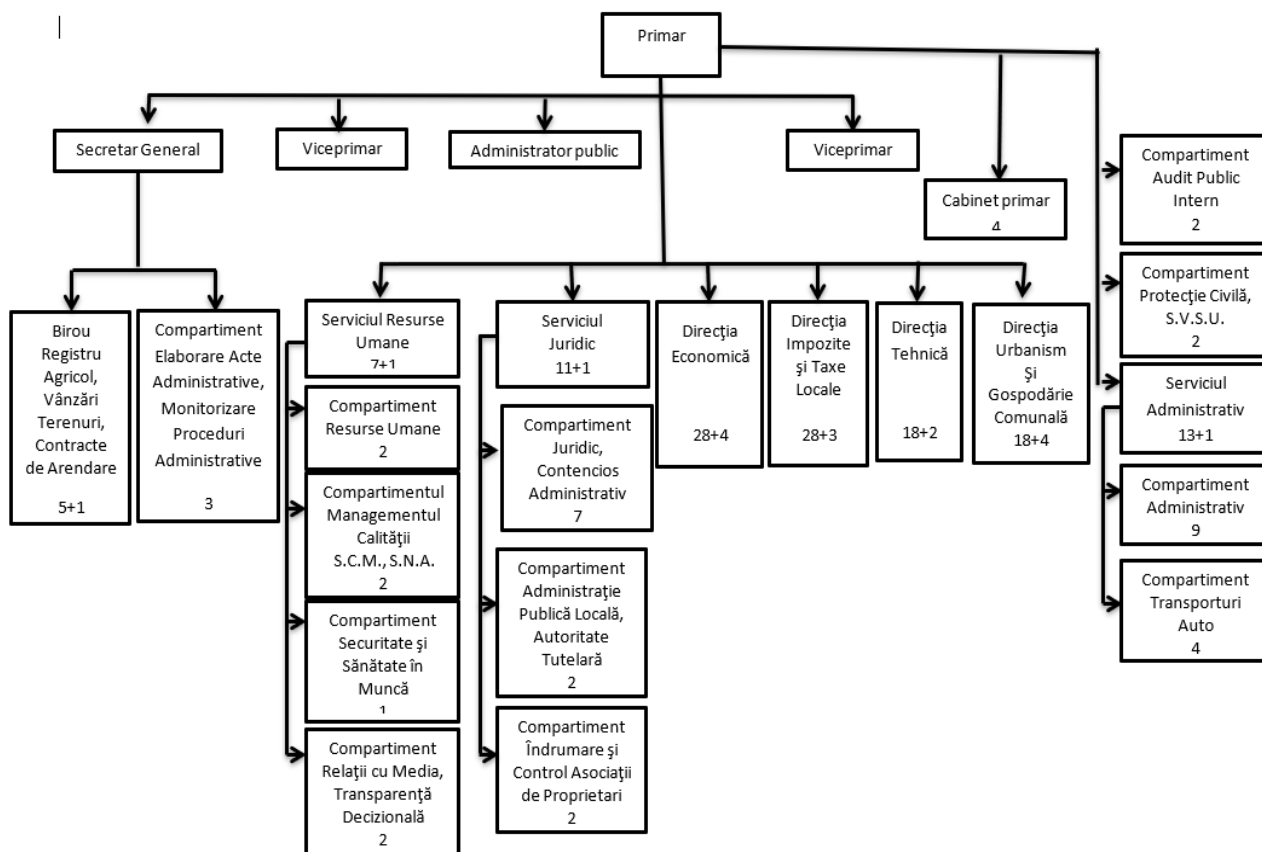 Primar
Secretar General
Viceprimar
Administrator public
Viceprimar
Cabinet primar
4
Compartiment
Audit Public
Intern
2
Compartiment
Protecţie Civilă,
S.V.S.U.
2
Serviciul
Administrativ
13+1
Compartiment
Administrativ
9
Compartiment
Transporturi
Auto
4
Birou
Registru
Agricol,
Vânzări
Terenuri,
Contracte
de Arendare
5+1
Compartiment
Elaborare Acte
Administrative,
Monitorizare
Proceduri
Administrative
3
Serviciul Resurse
Umane
7+1
Compartiment
Resurse Umane
2
Compartimentul
Managementul
Calităţii
S.C.M., S.N.A.
2
Compartiment
Securitate şi
Sănătate în
Muncă
1
Compartiment
Relaţii cu Media,
Transparenţă
Decizională
2
Serviciul
Juridic
11+1
Compartiment
Juridic,
Contencios
Administrativ
7
Compartiment
Administraţie
Publică Locală,
Autoritate
Tutelară
2
Compartiment
Îndrumare şi
Control Asociaţii
de Proprietari
2
Direcţia
Economică
28+4
Direcţia
Impozite
şi Taxe
Locale
28+3
Direcţia
Tehnică
18+2
Direcţia
Urbanism
Şi
Gospodărie
Comunală
18+4